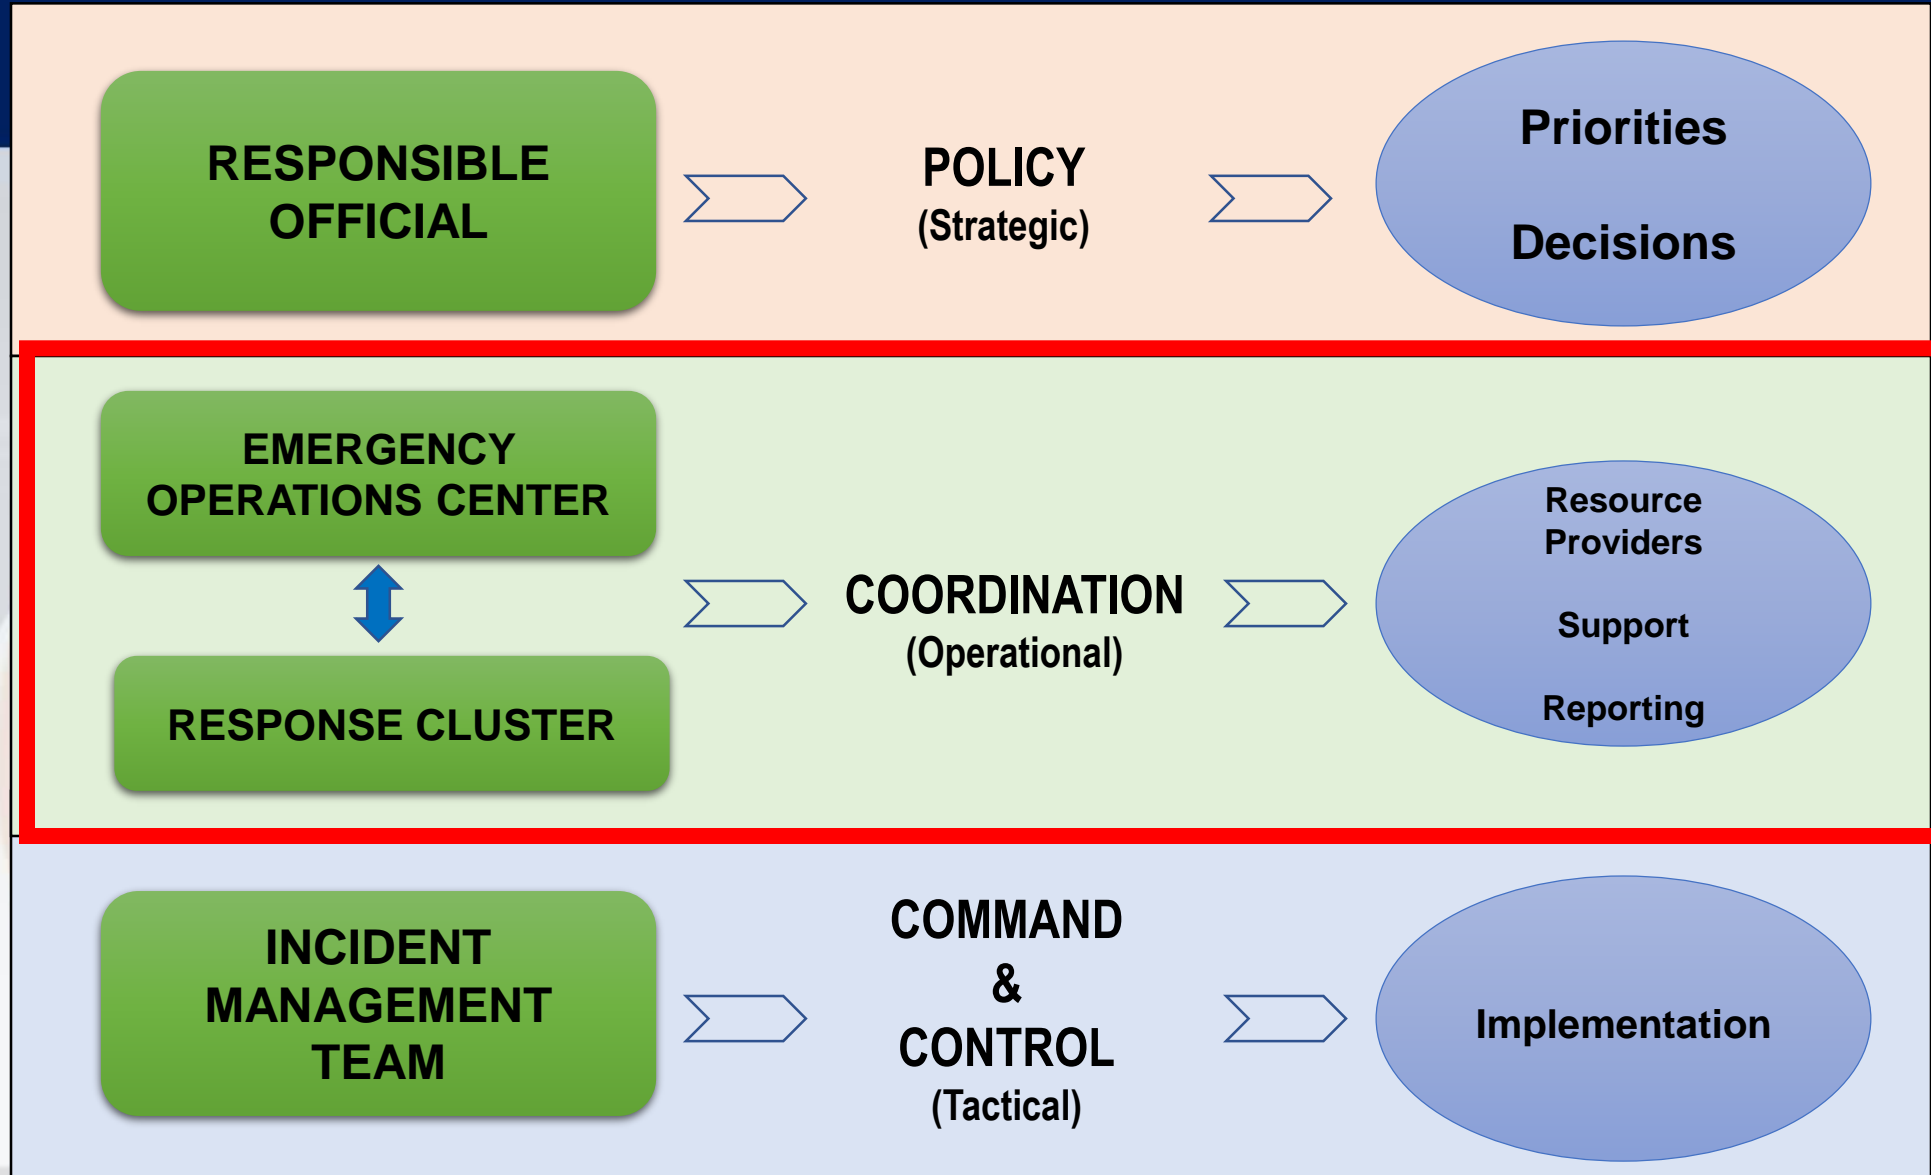 RESPONSIBLE
OFFICIAL
POLICY
(Strategic)
Priorities
Decisions
EMERGENCY
OPERATIONS CENTER
RESPONSE CLUSTER
COORDINATION
(Operational)
Resource
Providers
Support
Reporting
INCIDENT
MANAGEMENT
TEAM
COMMAND
&
CONTROL
(Tactical)
Implementation